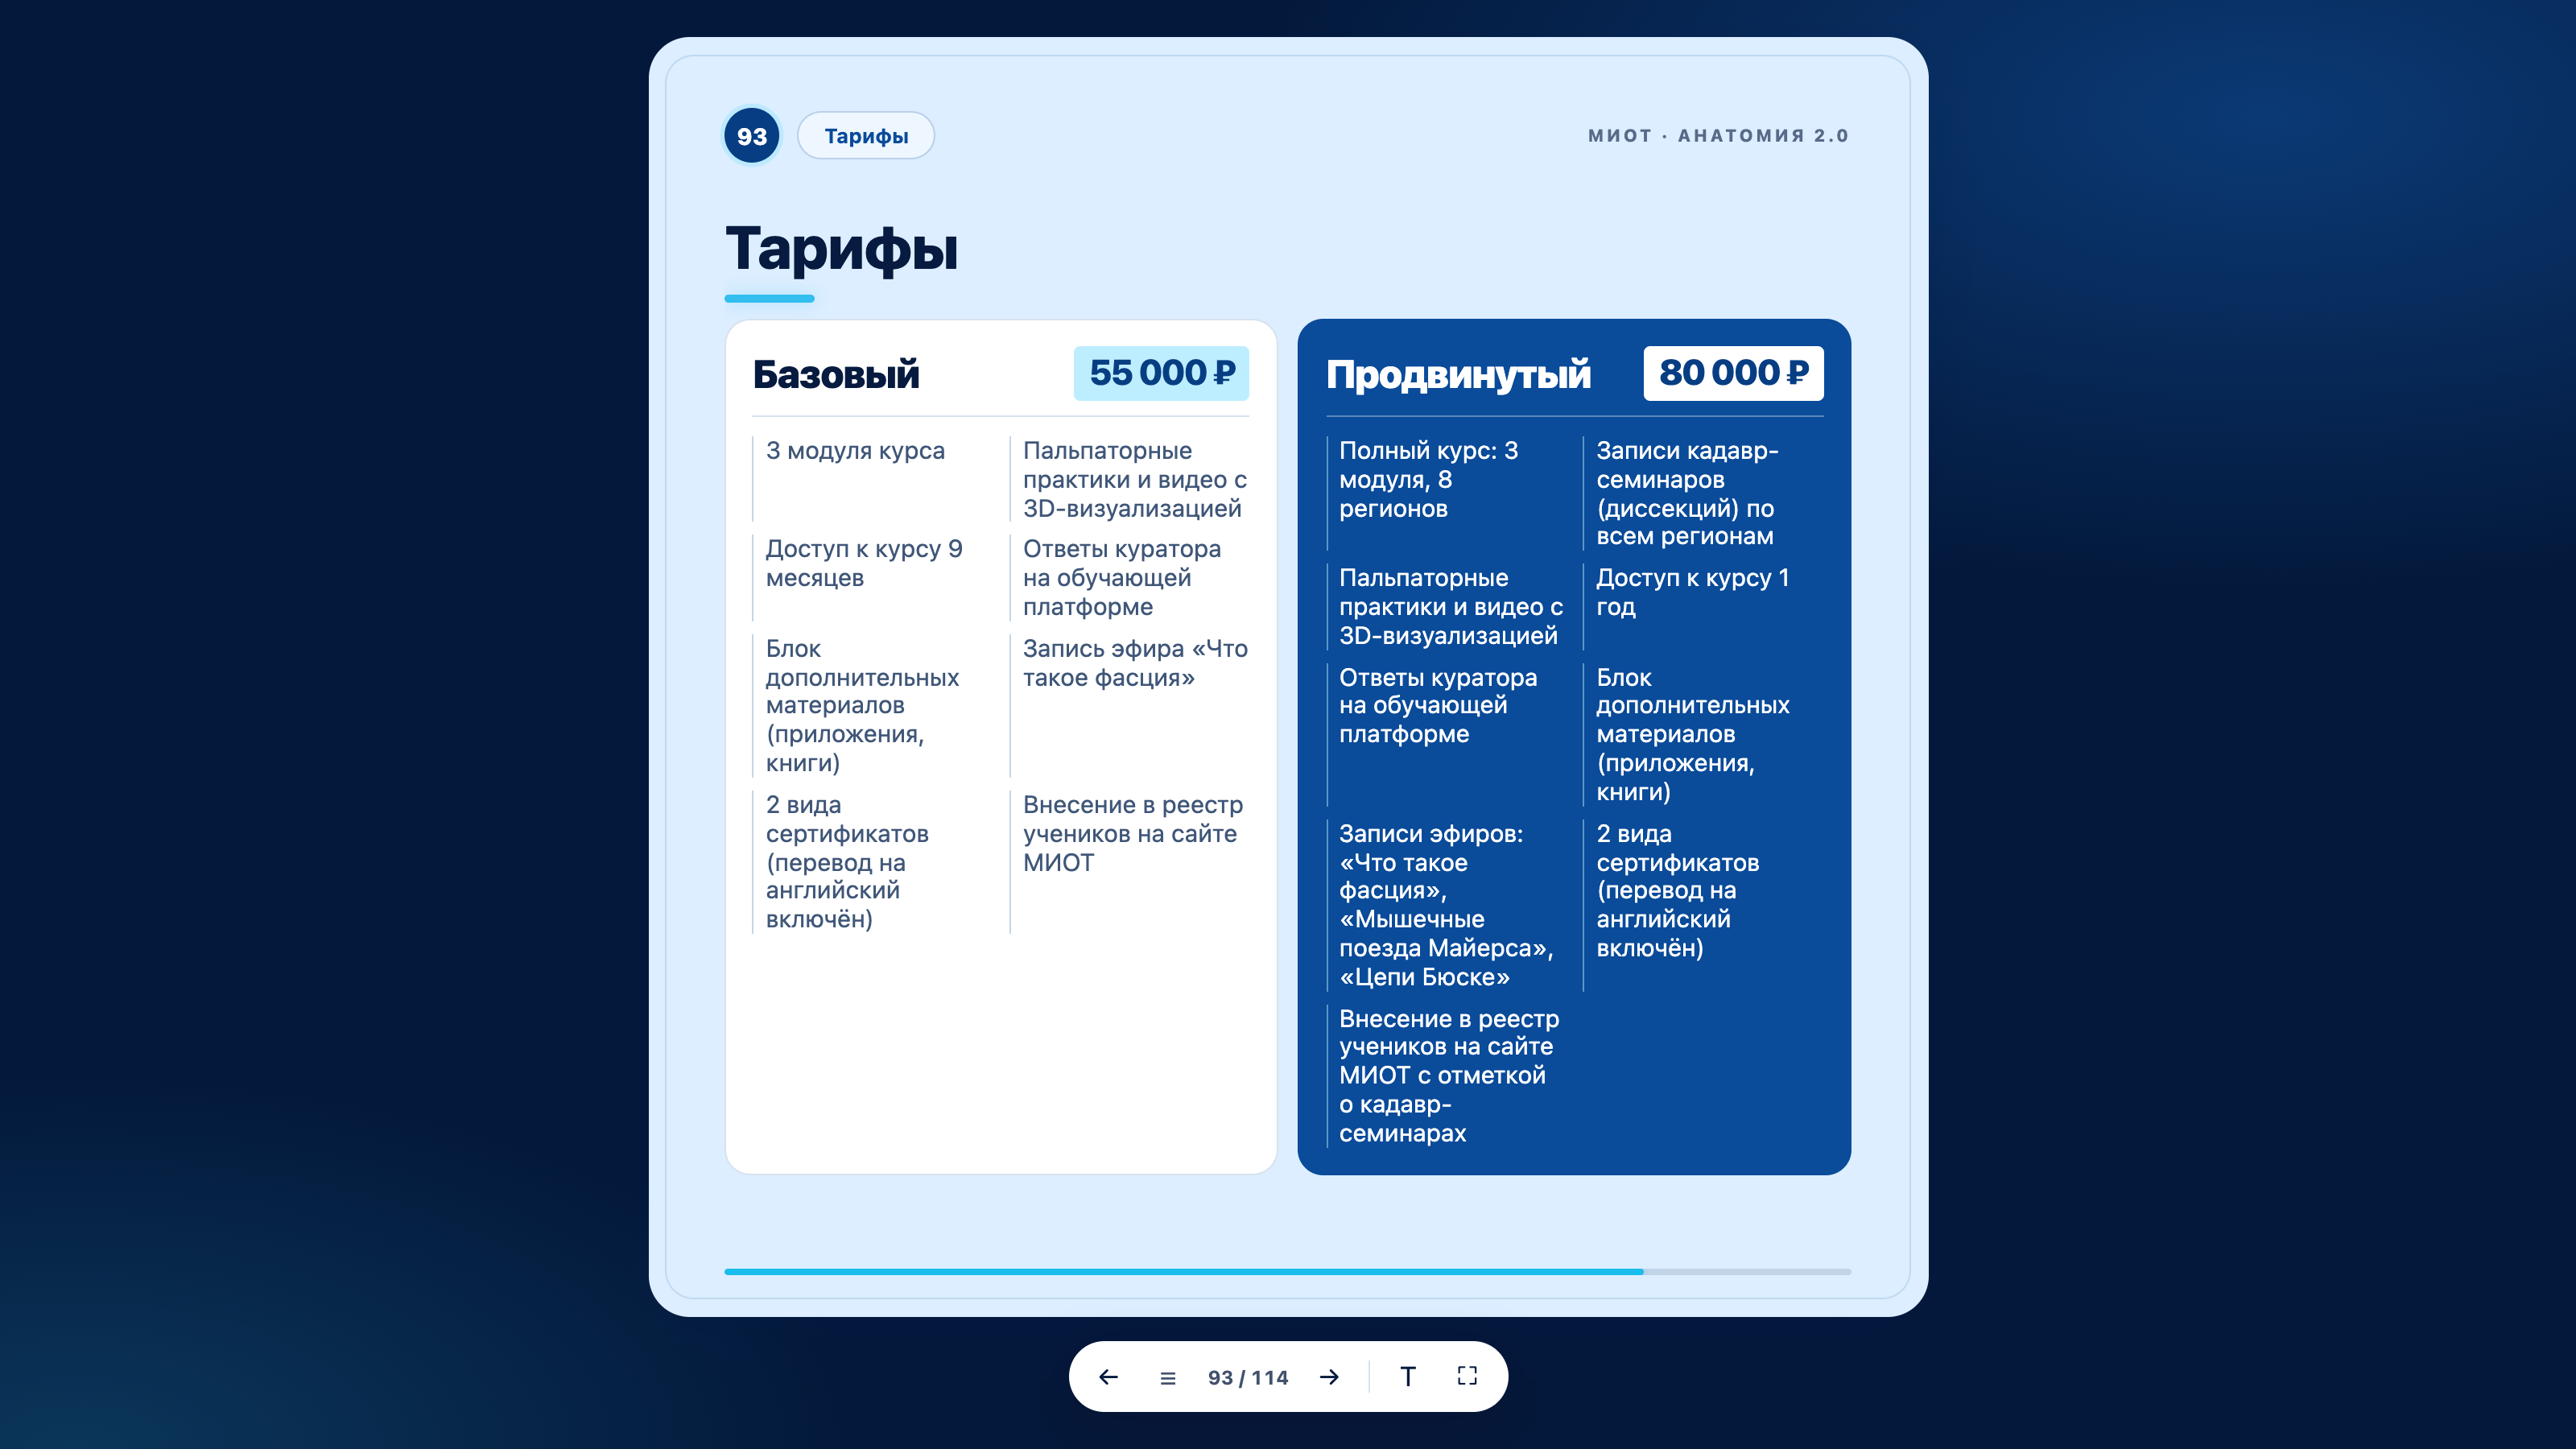 93
Тарифы
МИОТ · АНАТОМИЯ 2.0
Тарифы
Базовый
55 000 ₽
3 модуля курса
Пальпаторные
практики и видео с
3D-визуализацией
Доступ к курсу 9
месяцев
Ответы куратора
на обучающей
платформе
Блок
дополнительных
материалов
(приложения,
книги)
Запись эфира «Что
такое фасция»
2 вида
сертификатов
(перевод на
английский
включён)
Внесение в реестр
учеников на сайте
МИОТ
Продвинутый
80 000 ₽
Полный курс: 3
модуля, 8
регионов
Записи кадавр-
семинаров
(диссекций) по
всем регионам
Пальпаторные
практики и видео с
3D-визуализацией
Доступ к курсу 1
год
Ответы куратора
на обучающей
платформе
Блок
дополнительных
материалов
(приложения,
книги)
Записи эфиров:
«Что такое
фасция»,
«Мышечные
поезда Майерса»,
«Цепи Бюске»
2 вида
сертификатов
(перевод на
английский
включён)
Внесение в реестр
учеников на сайте
МИОТ с отметкой
о кадавр-
семинарах
93 / 114
T